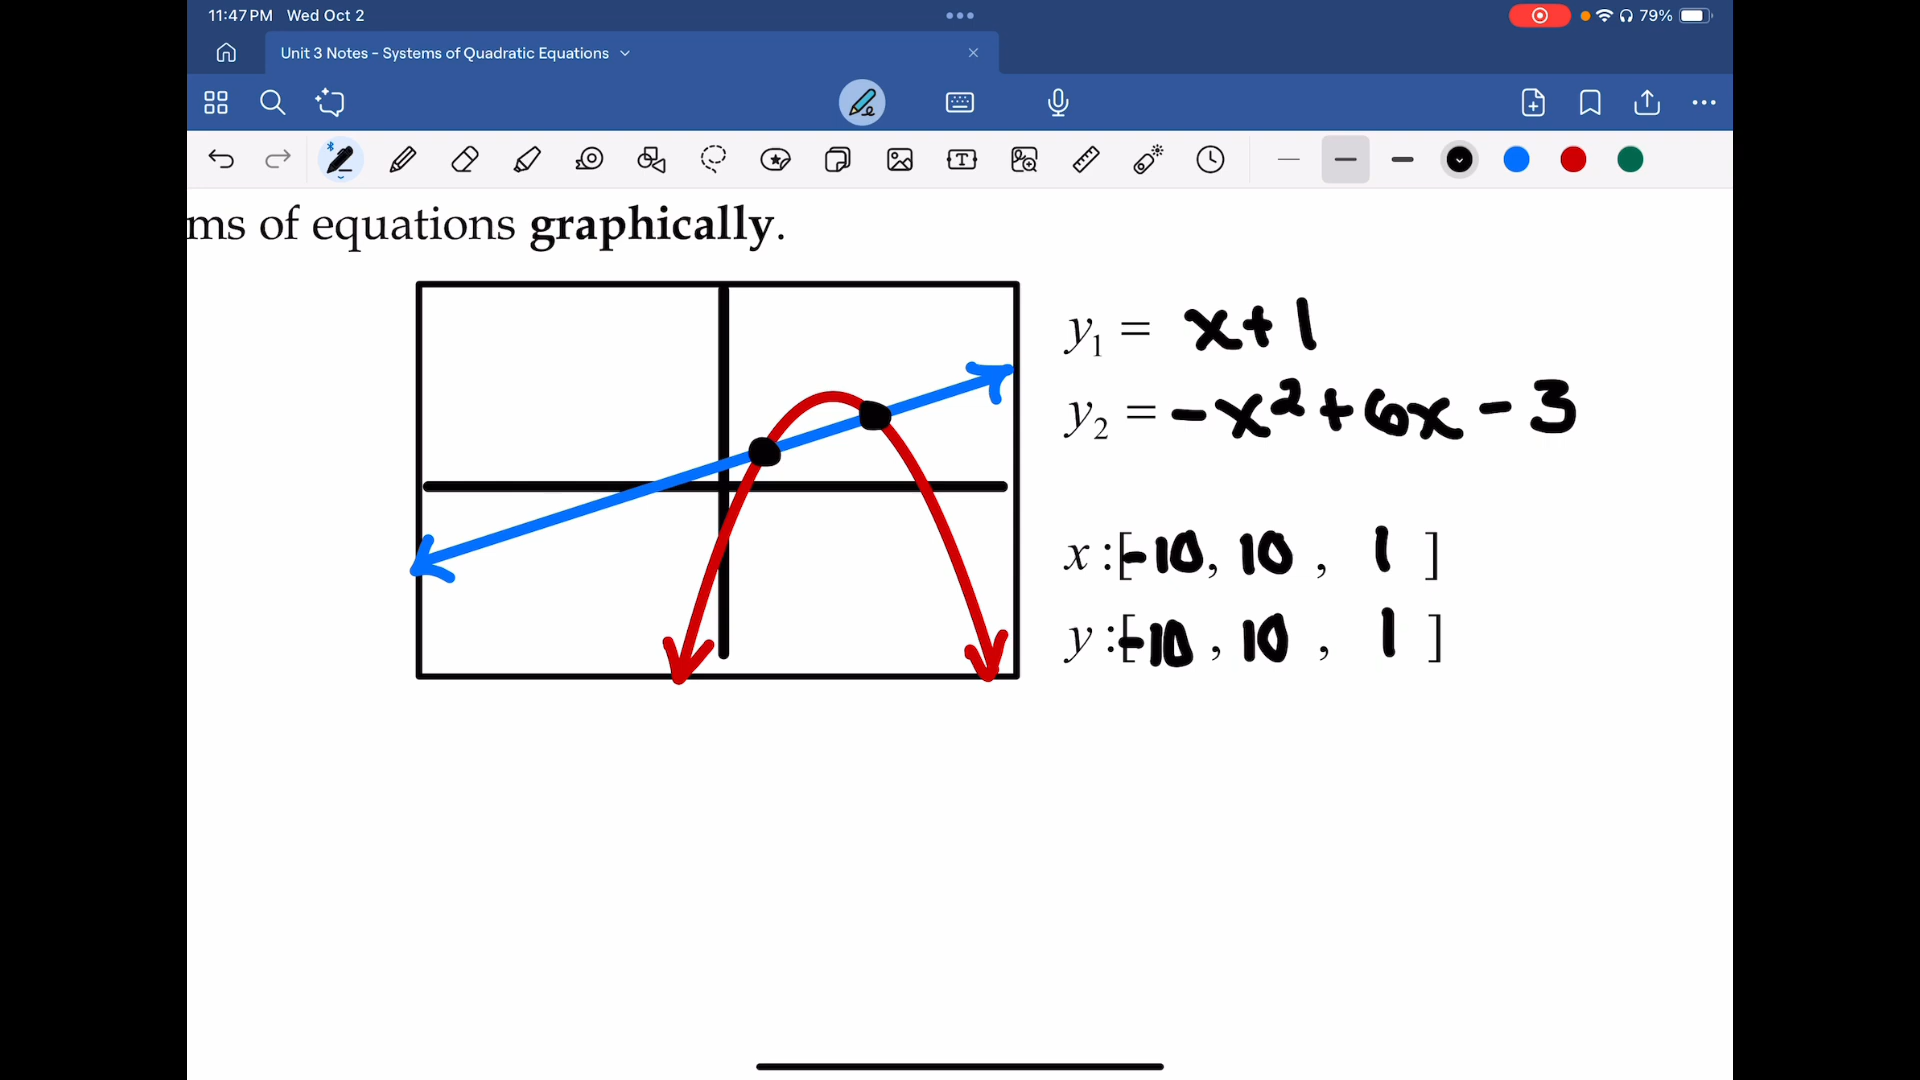 11:47 PM Wed Oct 2
79%
Unit 3 Notes - Systems of Quadratic Equations
ms of equations graphically.
y₁ = x+1
y₂ = -x²+6x-3
x:[-10, 10, 1]
y:[-10, 10, 1]